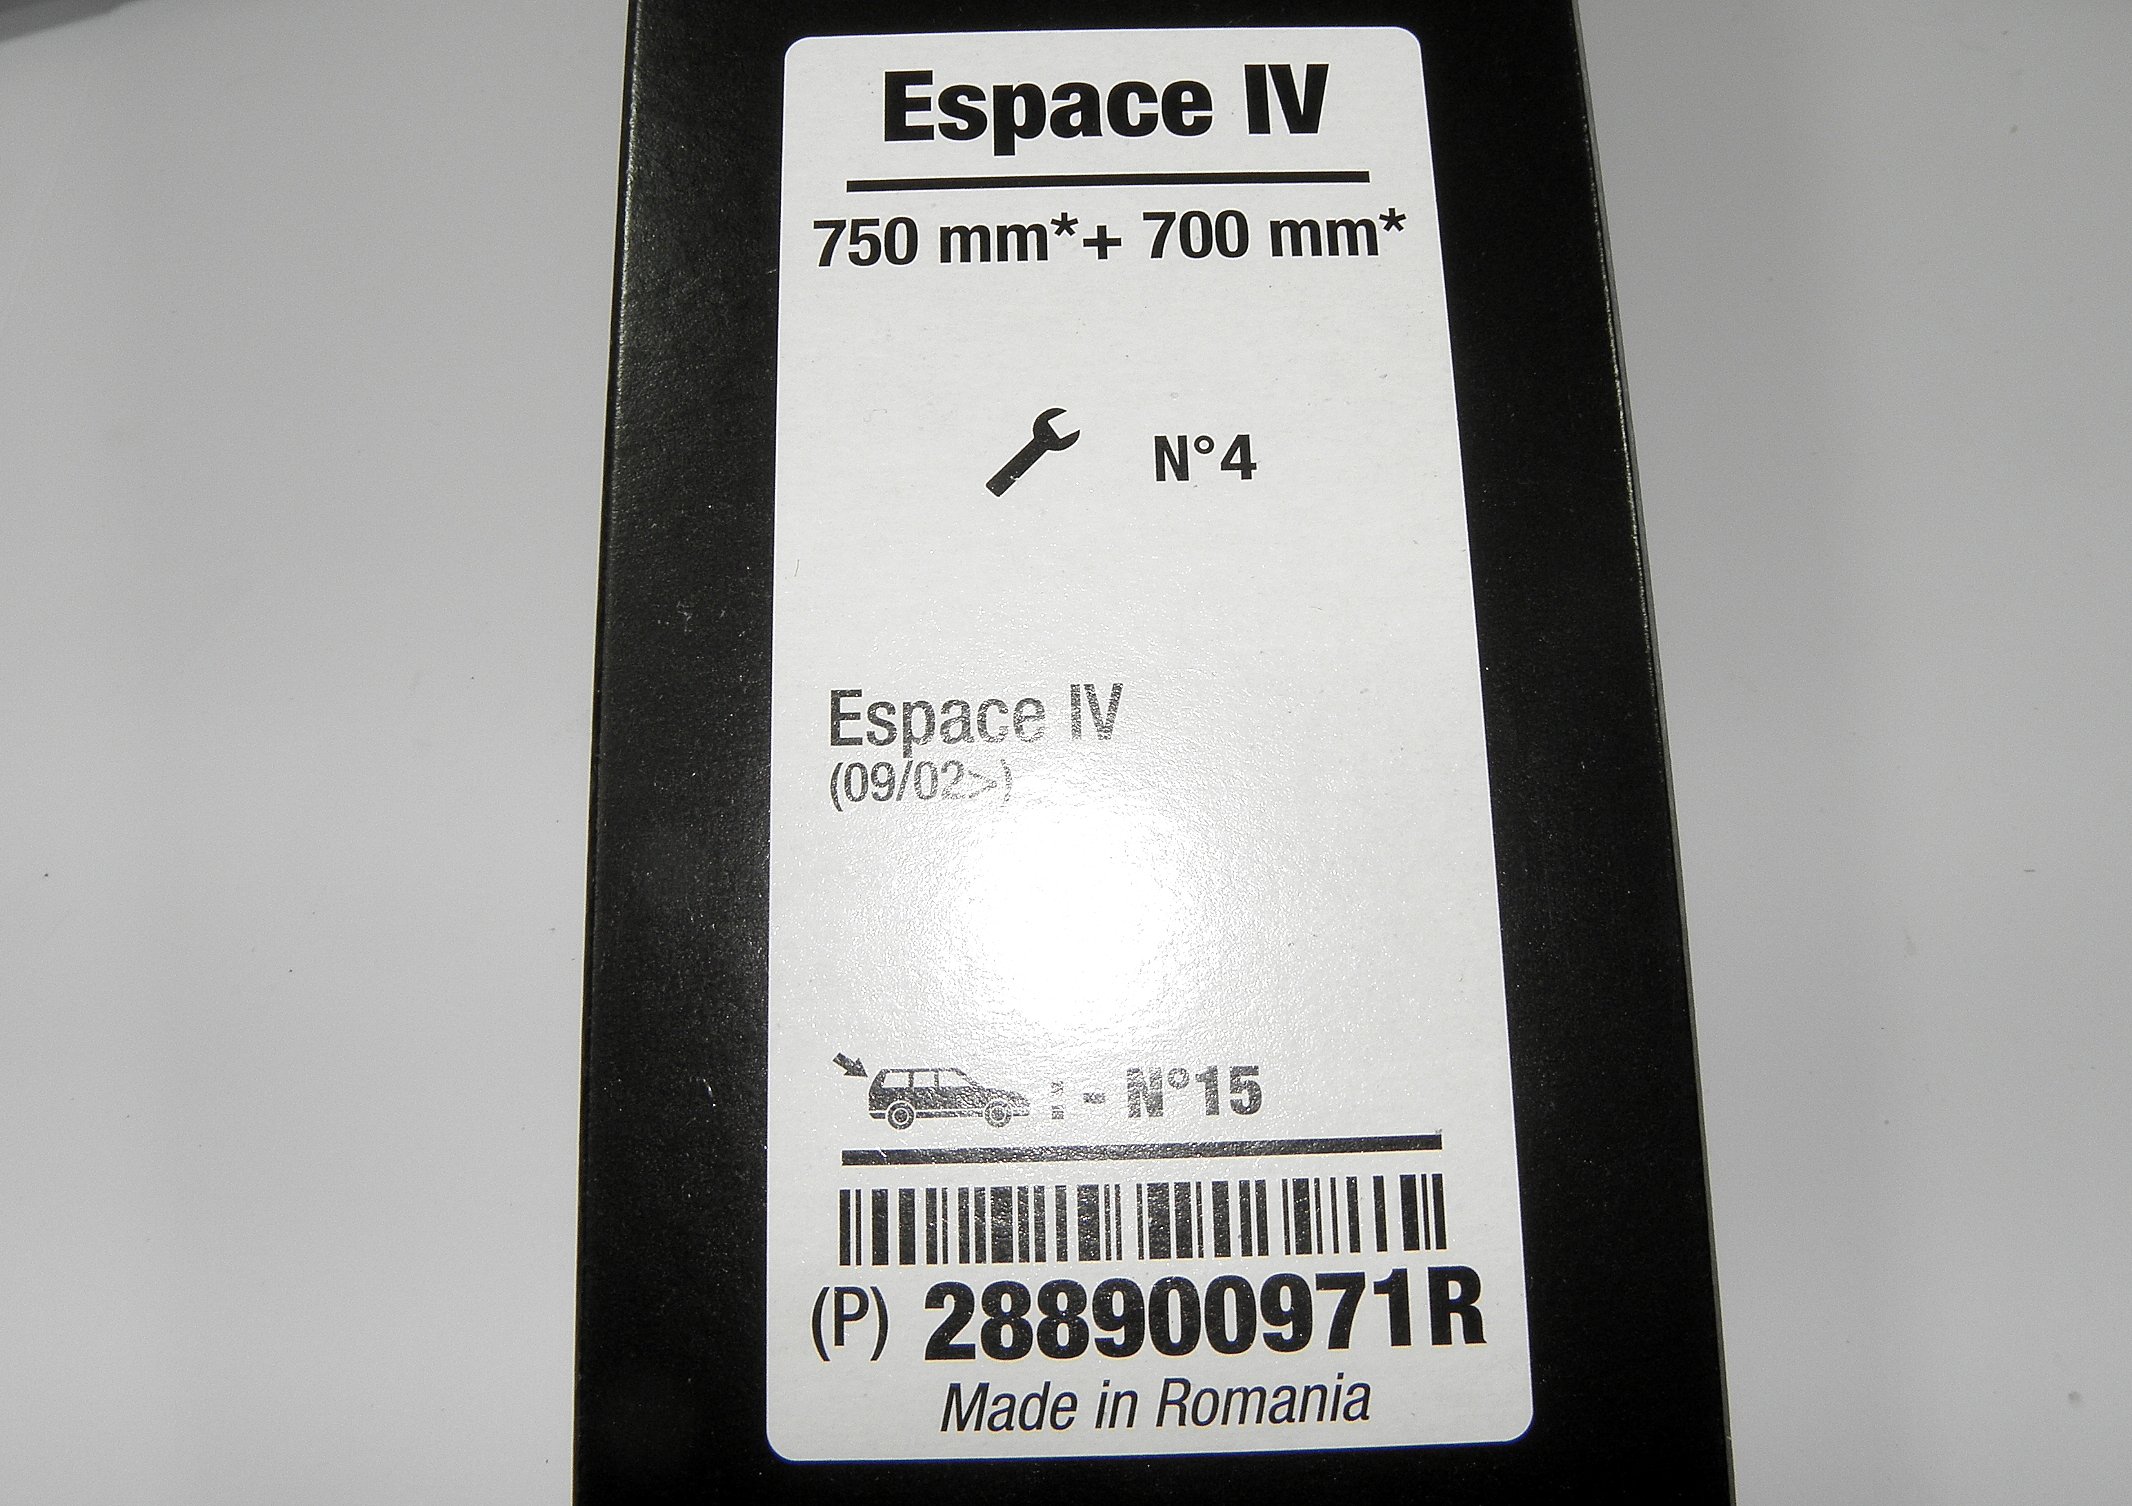 Espace IV
750 mm*+ 700 mm*
N°4
Espace IV
(09/02>)
: - N°15
(P) 288900971R
Made in Romania